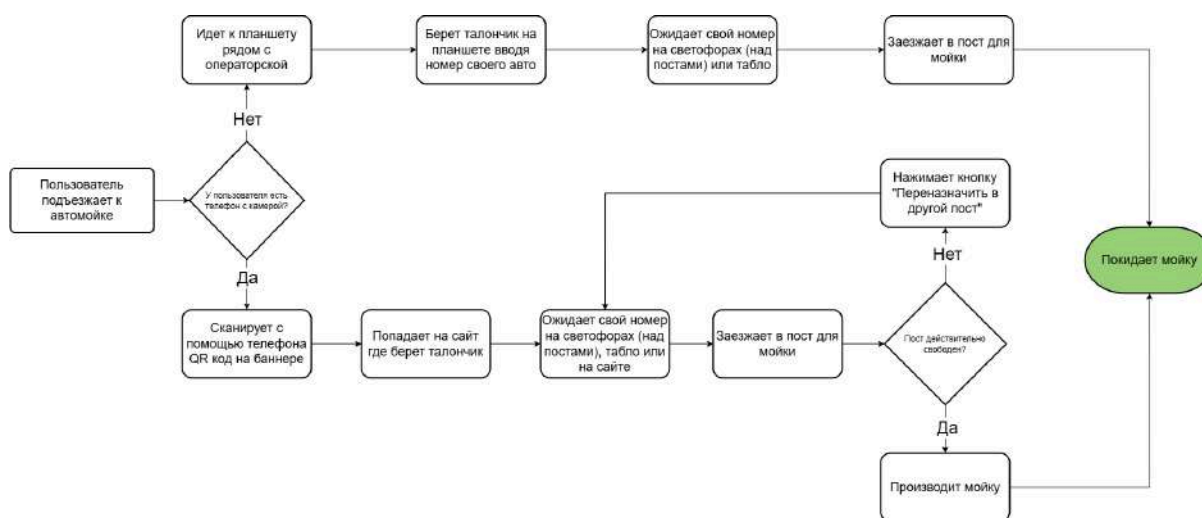 Идет к планшету
рядом с
операторской
Берет талончик на
планшете вводя
номер своего авто
Ожидает свой номер
на светофорах (над
постами) или табло
Заезжает в пост для
мойки
Нет
Пользователь
подъезжает к
автомойке
У пользователя есть
телефон с камерой?
Нажимает кнопку
"Переназначить в
другой пост"
Покидает мойку
Да
Нет
Сканирует с
помощью телефона
QR код на баннере
Попадает на сайт
где берет талончик
Ожидает свой номер
на светофорах (над
постами), табло или
на сайте
Заезжает в пост для
мойки
Пост действительно
свободен?
Да
Производит мойку